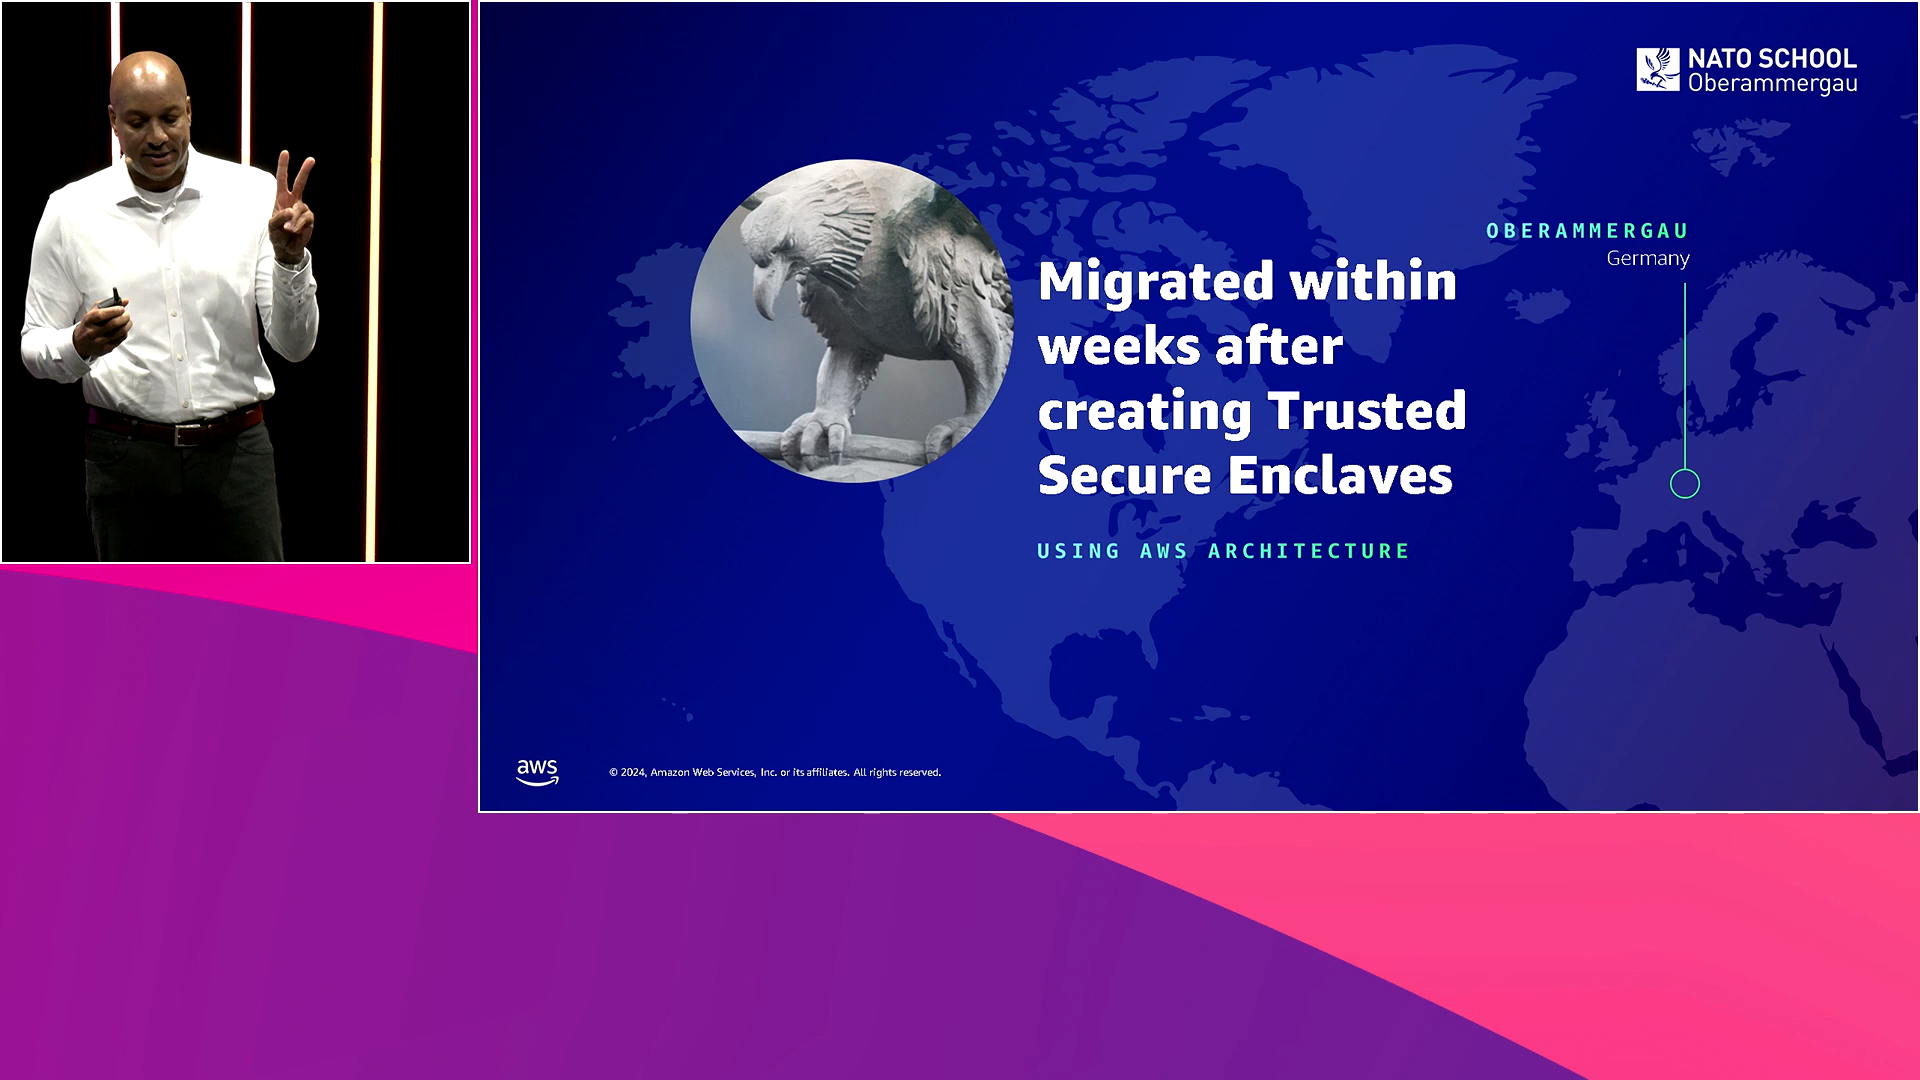 NATO SCHOOL
Oberammergau
OBERAMMERGAU
Germany
Migrated within
weeks after
creating Trusted
Secure Enclaves
USING AWS ARCHITECTURE
aws
© 2024, Amazon Web Services, Inc. or its affiliates. All rights reserved.